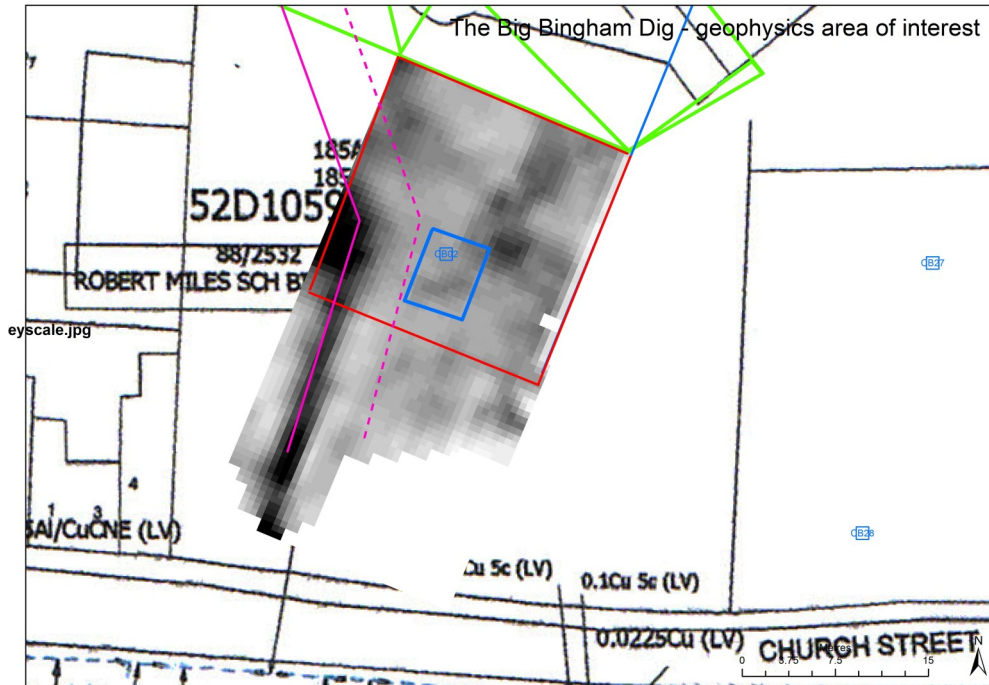 The Big Bingham Dig - geophysics area of interest
185A
185
52D1059
88/2532
ROBERT MILES SCH
CB02
CB27
eyscale.jpg
4
1 3
CB28
5Al/CuCNE (LV)
Cu 5c (LV)
0.1Cu 5c (LV)
0.0225Cu (LV)
CHURCH STREET
N
Metres
0 3.75 7.5 15